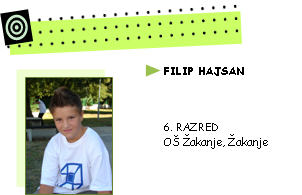 FILIP HAJSAN
6. RAZRED
OŠ Žakanje, Žakanje